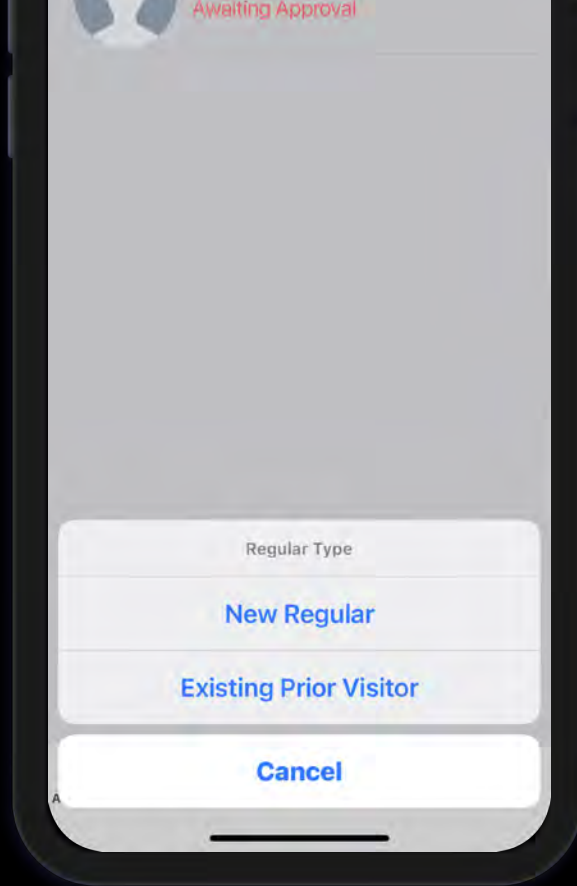 Awaiting Approval
Regular Type
New Regular
Existing Prior Visitor
Cancel
A